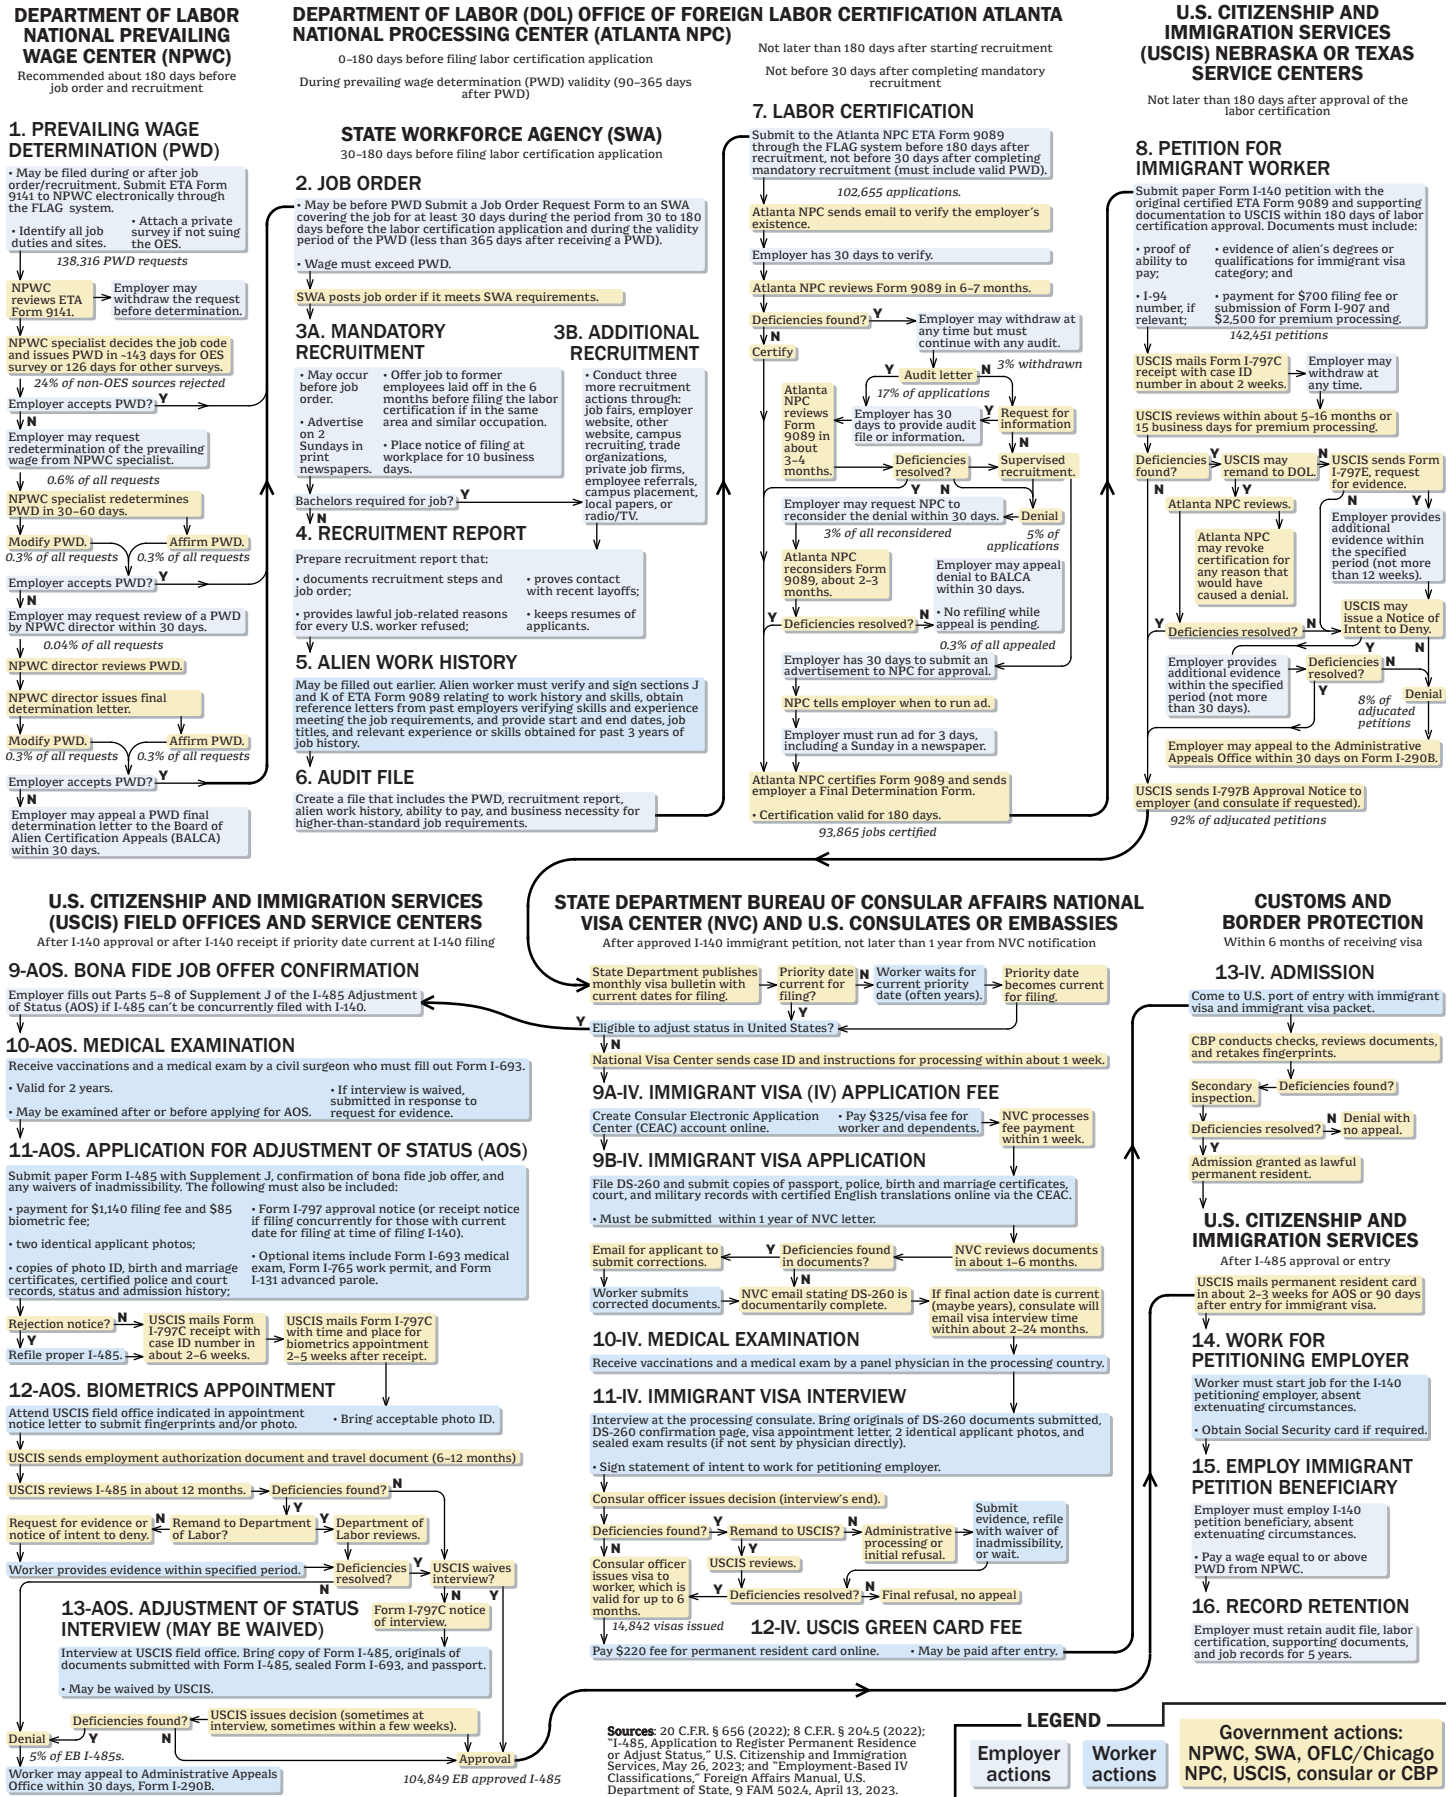 DEPARTMENT OF LABOR
NATIONAL PREVAILING
WAGE CENTER (NPWC)
Recommended about 180 days before
job order and recruitment
1. PREVAILING WAGE
DETERMINATION (PWD)
• May be filed during or after job
order/recruitment. Submit ETA Form
9141 to NPWC electronically through
the FLAG system.
• Identify all job
duties and sites.
• Attach a private
survey if not suing
the OES.
138,316 PWD requests
NPWC
reviews ETA
Form 9141.
Employer may
withdraw the request
before determination.
NPWC specialist decides the job code
and issues PWD in ~143 days for OES
survey or 126 days for other surveys.
24% of non-OES sources rejected
Employer accepts PWD?
Y
N
Employer may request
redetermination of the prevailing
wage from NPWC specialist.
0.6% of all requests
NPWC specialist redetermines
PWD in 30–60 days.
Modify PWD.
Affirm PWD.
0.3% of all requests
0.3% of all requests
Employer accepts PWD?
Y
N
Employer may request review of a PWD
by NPWC director within 30 days.
0.04% of all requests
NPWC director reviews PWD.
NPWC director issues final
determination letter.
Modify PWD.
Affirm PWD.
0.3% of all requests
0.3% of all requests
Employer accepts PWD?
Y
N
Employer may appeal a PWD final
determination letter to the Board of
Alien Certification Appeals (BALCA)
within 30 days.
DEPARTMENT OF LABOR (DOL) OFFICE OF FOREIGN LABOR CERTIFICATION ATLANTA
NATIONAL PROCESSING CENTER (ATLANTA NPC)
0–180 days before filing labor certification application
During prevailing wage determination (PWD) validity (90–365 days
after PWD)
STATE WORKFORCE AGENCY (SWA)
30–180 days before filing labor certification application
2. JOB ORDER
• May be before PWD Submit a Job Order Request Form to an SWA
covering the job for at least 30 days during the period from 30 to 180
days before the labor certification application and during the validity
period of the PWD (less than 365 days after receiving a PWD).
• Wage must exceed PWD.
SWA posts job order if it meets SWA requirements.
3A. MANDATORY
RECRUITMENT
• May occur
before job
order.
• Advertise
on 2
Sundays in
print
newspapers.
• Offer job to former
employees laid off in the 6
months before filing the labor
certification if in the same
area and similar occupation.
• Place notice of filing at
workplace for 10 business
days.
Bachelors required for job?
Y
N
3B. ADDITIONAL
RECRUITMENT
• Conduct three
more recruitment
actions through:
job fairs, employer
website, other
website, campus
recruiting, trade
organizations,
private job firms,
employee referrals,
campus placement,
local papers, or
radio/TV.
4. RECRUITMENT REPORT
Prepare recruitment report that:
• documents recruitment steps and
job order;
• provides lawful job-related reasons
for every U.S. worker refused;
• proves contact
with recent layoffs;
• keeps resumes of
applicants.
5. ALIEN WORK HISTORY
May be filled out earlier. Alien worker must verify and sign sections J
and K of ETA Form 9089 relating to work history and skills, obtain
reference letters from past employers verifying skills and experience
meeting the job requirements, and provide start and end dates, job
titles, and relevant experience or skills obtained for past 3 years of
job history.
6. AUDIT FILE
Create a file that includes the PWD, recruitment report,
alien work history, ability to pay, and business necessity for
higher-than-standard job requirements.
Not later than 180 days after starting recruitment
Not before 30 days after completing mandatory
recruitment
7. LABOR CERTIFICATION
Submit to the Atlanta NPC ETA Form 9089
through the FLAG system before 180 days after
recruitment, not before 30 days after completing
mandatory recruitment (must include valid PWD).
102,655 applications.
Atlanta NPC sends email to verify the employer's
existence.
Employer has 30 days to verify.
Atlanta NPC reviews Form 9089 in 6–7 months.
Deficiencies found?
Y
N
Certify
Employer may withdraw at
any time but must
continue with any audit.
3% withdrawn
Y
Audit letter
N
17% of applications
Atlanta
NPC
reviews
Form
9089 in
about
3–4
months.
Employer has 30
days to provide audit
file or information.
Y
Request for
information
N
Deficiencies
resolved?
Supervised
recruitment.
Y
N
Employer may request NPC to
reconsider the denial within 30 days.
Denial
3% of all reconsidered
5% of
applications
Atlanta NPC
reconsiders Form
9089, about 2–3
months.
Employer may appeal
denial to BALCA
within 30 days.
• No refiling while
appeal is pending.
Y
Deficiencies resolved?
N
0.3% of all appealed
Employer has 30 days to submit an
advertisement to NPC for approval.
NPC tells employer when to run ad.
Employer must run ad for 3 days,
including a Sunday in a newspaper.
Atlanta NPC certifies Form 9089 and sends
employer a Final Determination Form.
• Certification valid for 180 days.
93,865 jobs certified
U.S. CITIZENSHIP AND
IMMIGRATION SERVICES
(USCIS) NEBRASKA OR TEXAS
SERVICE CENTERS
Not later than 180 days after approval of the
labor certification
8. PETITION FOR
IMMIGRANT WORKER
Submit paper Form I-140 petition with the
original certified ETA Form 9089 and supporting
documentation to USCIS within 180 days of labor
certification approval. Documents must include:
• proof of
ability to
pay;
• I-94
number, if
relevant;
• evidence of alien's degrees or
qualifications for immigrant visa
category; and
• payment for $700 filing fee or
submission of Form I-907 and
$2,500 for premium processing.
142,451 petitions
USCIS mails Form I-797C
receipt with case ID
number in about 2 weeks.
Employer may
withdraw at
any time.
USCIS reviews within about 5–16 months or
15 business days for premium processing.
Deficiencies
found?
Y
N
USCIS may
remand to DOL.
N
Y
USCIS sends Form
I-797E, request
for evidence.
N
Y
Atlanta NPC reviews.
Atlanta NPC
may revoke
certification for
any reason that
would have
caused a denial.
Employer provides
additional
evidence within
the specified
period (not more
than 12 weeks).
Y
Deficiencies resolved?
N
USCIS may
issue a Notice of
Intent to Deny.
Y
N
Employer provides
additional evidence
within the specified
period (not more
than 30 days).
Deficiencies
resolved?
N
Y
Denial
8% of
adjucated
petitions
Employer may appeal to the Administrative
Appeals Office within 30 days on Form I-290B.
USCIS sends I-797B Approval Notice to
employer (and consulate if requested).
92% of adjucated petitions
U.S. CITIZENSHIP AND IMMIGRATION SERVICES
(USCIS) FIELD OFFICES AND SERVICE CENTERS
After I-140 approval or after I-140 receipt if priority date current at I-140 filing
9-AOS. BONA FIDE JOB OFFER CONFIRMATION
Employer fills out Parts 5–8 of Supplement J of the I-485 Adjustment
of Status (AOS) if I-485 can't be concurrently filed with I-140.
10-AOS. MEDICAL EXAMINATION
Receive vaccinations and a medical exam by a civil surgeon who must fill out Form I-693.
• Valid for 2 years.
• May be examined after or before applying for AOS.
• If interview is waived,
submitted in response to
request for evidence.
11-AOS. APPLICATION FOR ADJUSTMENT OF STATUS (AOS)
Submit paper Form I-485 with Supplement J, confirmation of bona fide job offer, and
any waivers of inadmissibility. The following must also be included:
• payment for $1,140 filing fee and $85
biometric fee;
• two identical applicant photos;
• copies of photo ID, birth and marriage
certificates, certified police and court
records, status and admission history;
• Form I-797 approval notice (or receipt notice
if filing concurrently for those with current
date for filing at time of filing I-140).
• Optional items include Form I-693 medical
exam, Form I-765 work permit, and Form
I-131 advanced parole.
Rejection notice?
N
Y
Refile proper I-485.
USCIS mails Form
I-797C receipt with
case ID number in
about 2–6 weeks.
USCIS mails Form I-797C
with time and place for
biometrics appointment
2–5 weeks after receipt.
12-AOS. BIOMETRICS APPOINTMENT
Attend USCIS field office indicated in appointment
notice letter to submit fingerprints and/or photo.
• Bring acceptable photo ID.
USCIS sends employment authorization document and travel document (6–12 months)
USCIS reviews I-485 in about 12 months.
Deficiencies found?
N
Y
Request for evidence or
notice of intent to deny.
N
Remand to Department
of Labor?
Y
Department of
Labor reviews.
Worker provides evidence within specified period.
Deficiencies
resolved?
Y
N
USCIS waives
interview?
N
Y
13-AOS. ADJUSTMENT OF STATUS
INTERVIEW (MAY BE WAIVED)
Form I-797C notice
of interview.
Interview at USCIS field office. Bring copy of Form I-485, originals of
documents submitted with Form I-485, sealed Form I-693, and passport.
• May be waived by USCIS.
Deficiencies found?
Y
N
USCIS issues decision (sometimes at
interview, sometimes within a few weeks).
Denial
5% of EB I-485s.
Approval
104,849 EB approved I-485
Worker may appeal to Administrative Appeals
Office within 30 days, Form I-290B.
STATE DEPARTMENT BUREAU OF CONSULAR AFFAIRS NATIONAL
VISA CENTER (NVC) AND U.S. CONSULATES OR EMBASSIES
After approved I-140 immigrant petition, not later than 1 year from NVC notification
State Department publishes
monthly visa bulletin with
current dates for filing.
Priority date
current for
filing?
N
Y
Worker waits for
current priority
date (often years).
Priority date
becomes current
for filing.
Y
Eligible to adjust status in United States?
N
National Visa Center sends case ID and instructions for processing within about 1 week.
9A-IV. IMMIGRANT VISA (IV) APPLICATION FEE
Create Consular Electronic Application
Center (CEAC) account online.
• Pay $325/visa fee for
worker and dependents.
NVC processes
fee payment
within 1 week.
9B-IV. IMMIGRANT VISA APPLICATION
File DS-260 and submit copies of passport, police, birth and marriage certificates,
court, and military records with certified English translations online via the CEAC.
• Must be submitted within 1 year of NVC letter.
Email for applicant to
submit corrections.
Y
Deficiencies found
in documents?
N
NVC reviews documents
in about 1–6 months.
Worker submits
corrected documents.
NVC email stating DS-260 is
documentarily complete.
If final action date is current
(maybe years), consulate will
email visa interview time
within about 2–24 months.
10-IV. MEDICAL EXAMINATION
Receive vaccinations and a medical exam by a panel physician in the processing country.
11-IV. IMMIGRANT VISA INTERVIEW
Interview at the processing consulate. Bring originals of DS-260 documents submitted,
DS-260 confirmation page, visa appointment letter, 2 identical applicant photos, and
sealed exam results (if not sent by physician directly).
• Sign statement of intent to work for petitioning employer.
Consular officer issues decision (interview's end).
Deficiencies found?
Y
N
Remand to USCIS?
N
Y
Administrative
processing or
initial refusal.
Submit
evidence, refile
with waiver of
inadmissibility,
or wait.
Consular officer
issues visa to
worker, which is
valid for up to 6
months.
USCIS reviews.
Y
Deficiencies resolved?
N
Final refusal, no appeal
14,842 visas issued
12-IV. USCIS GREEN CARD FEE
Pay $220 fee for permanent resident card online.
• May be paid after entry.
CUSTOMS AND
BORDER PROTECTION
Within 6 months of receiving visa
13-IV. ADMISSION
Come to U.S. port of entry with immigrant
visa and immigrant visa packet.
CBP conducts checks, reviews documents,
and retakes fingerprints.
Secondary
inspection.
Deficiencies found?
Deficiencies resolved?
N
Y
Denial with
no appeal.
Admission granted as lawful
permanent resident.
U.S. CITIZENSHIP AND
IMMIGRATION SERVICES
After I-485 approval or entry
USCIS mails permanent resident card
in about 2–3 weeks for AOS or 90 days
after entry for immigrant visa.
14. WORK FOR
PETITIONING EMPLOYER
Worker must start job for the I-140
petitioning employer, absent
extenuating circumstances.
• Obtain Social Security card if required.
15. EMPLOY IMMIGRANT
PETITION BENEFICIARY
Employer must employ I-140
petition beneficiary, absent
extenuating circumstances.
• Pay a wage equal to or above
PWD from NPWC.
16. RECORD RETENTION
Employer must retain audit file, labor
certification, supporting documents,
and job records for 5 years.
Sources: 20 C.F.R. § 656 (2022); 8 C.F.R. § 204.5 (2022);
"I-485, Application to Register Permanent Residence
or Adjust Status," U.S. Citizenship and Immigration
Services, May 26, 2023; and "Employment-Based IV
Classifications," Foreign Affairs Manual, U.S.
Department of State, 9 FAM 502.4, April 13, 2023.
LEGEND
Employer
actions
Worker
actions
Government actions:
NPWC, SWA, OFLC/Chicago
NPC, USCIS, consular or CBP